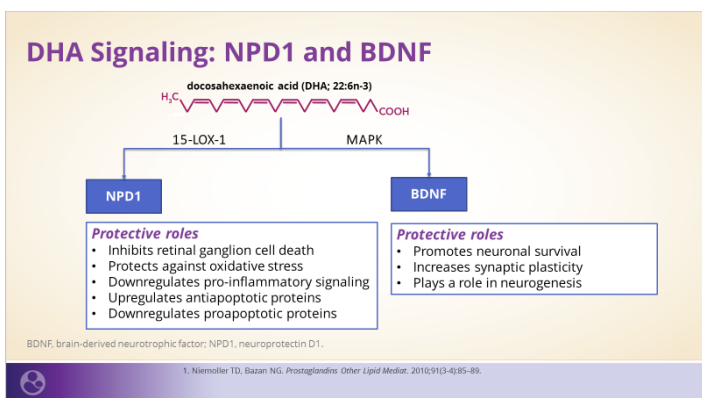 DHA Signaling: NPD1 and BDNF
docosahexaenoic acid (DHA; 22:6n-3)
H₃C
COOH
15-LOX-1
MAPK
NPD1
Protective roles
• Inhibits retinal ganglion cell death
• Protects against oxidative stress
• Downregulates pro-inflammatory signaling
• Upregulates antiapoptotic proteins
• Downregulates proapoptotic proteins
BDNF
Protective roles
• Promotes neuronal survival
• Increases synaptic plasticity
• Plays a role in neurogenesis
BDNF, brain-derived neurotrophic factor; NPD1, neuroprotectin D1.
1. Niemoller TD, Bazan NG. Prostaglandins Other Lipid Mediat. 2010;91(3-4):85–89.